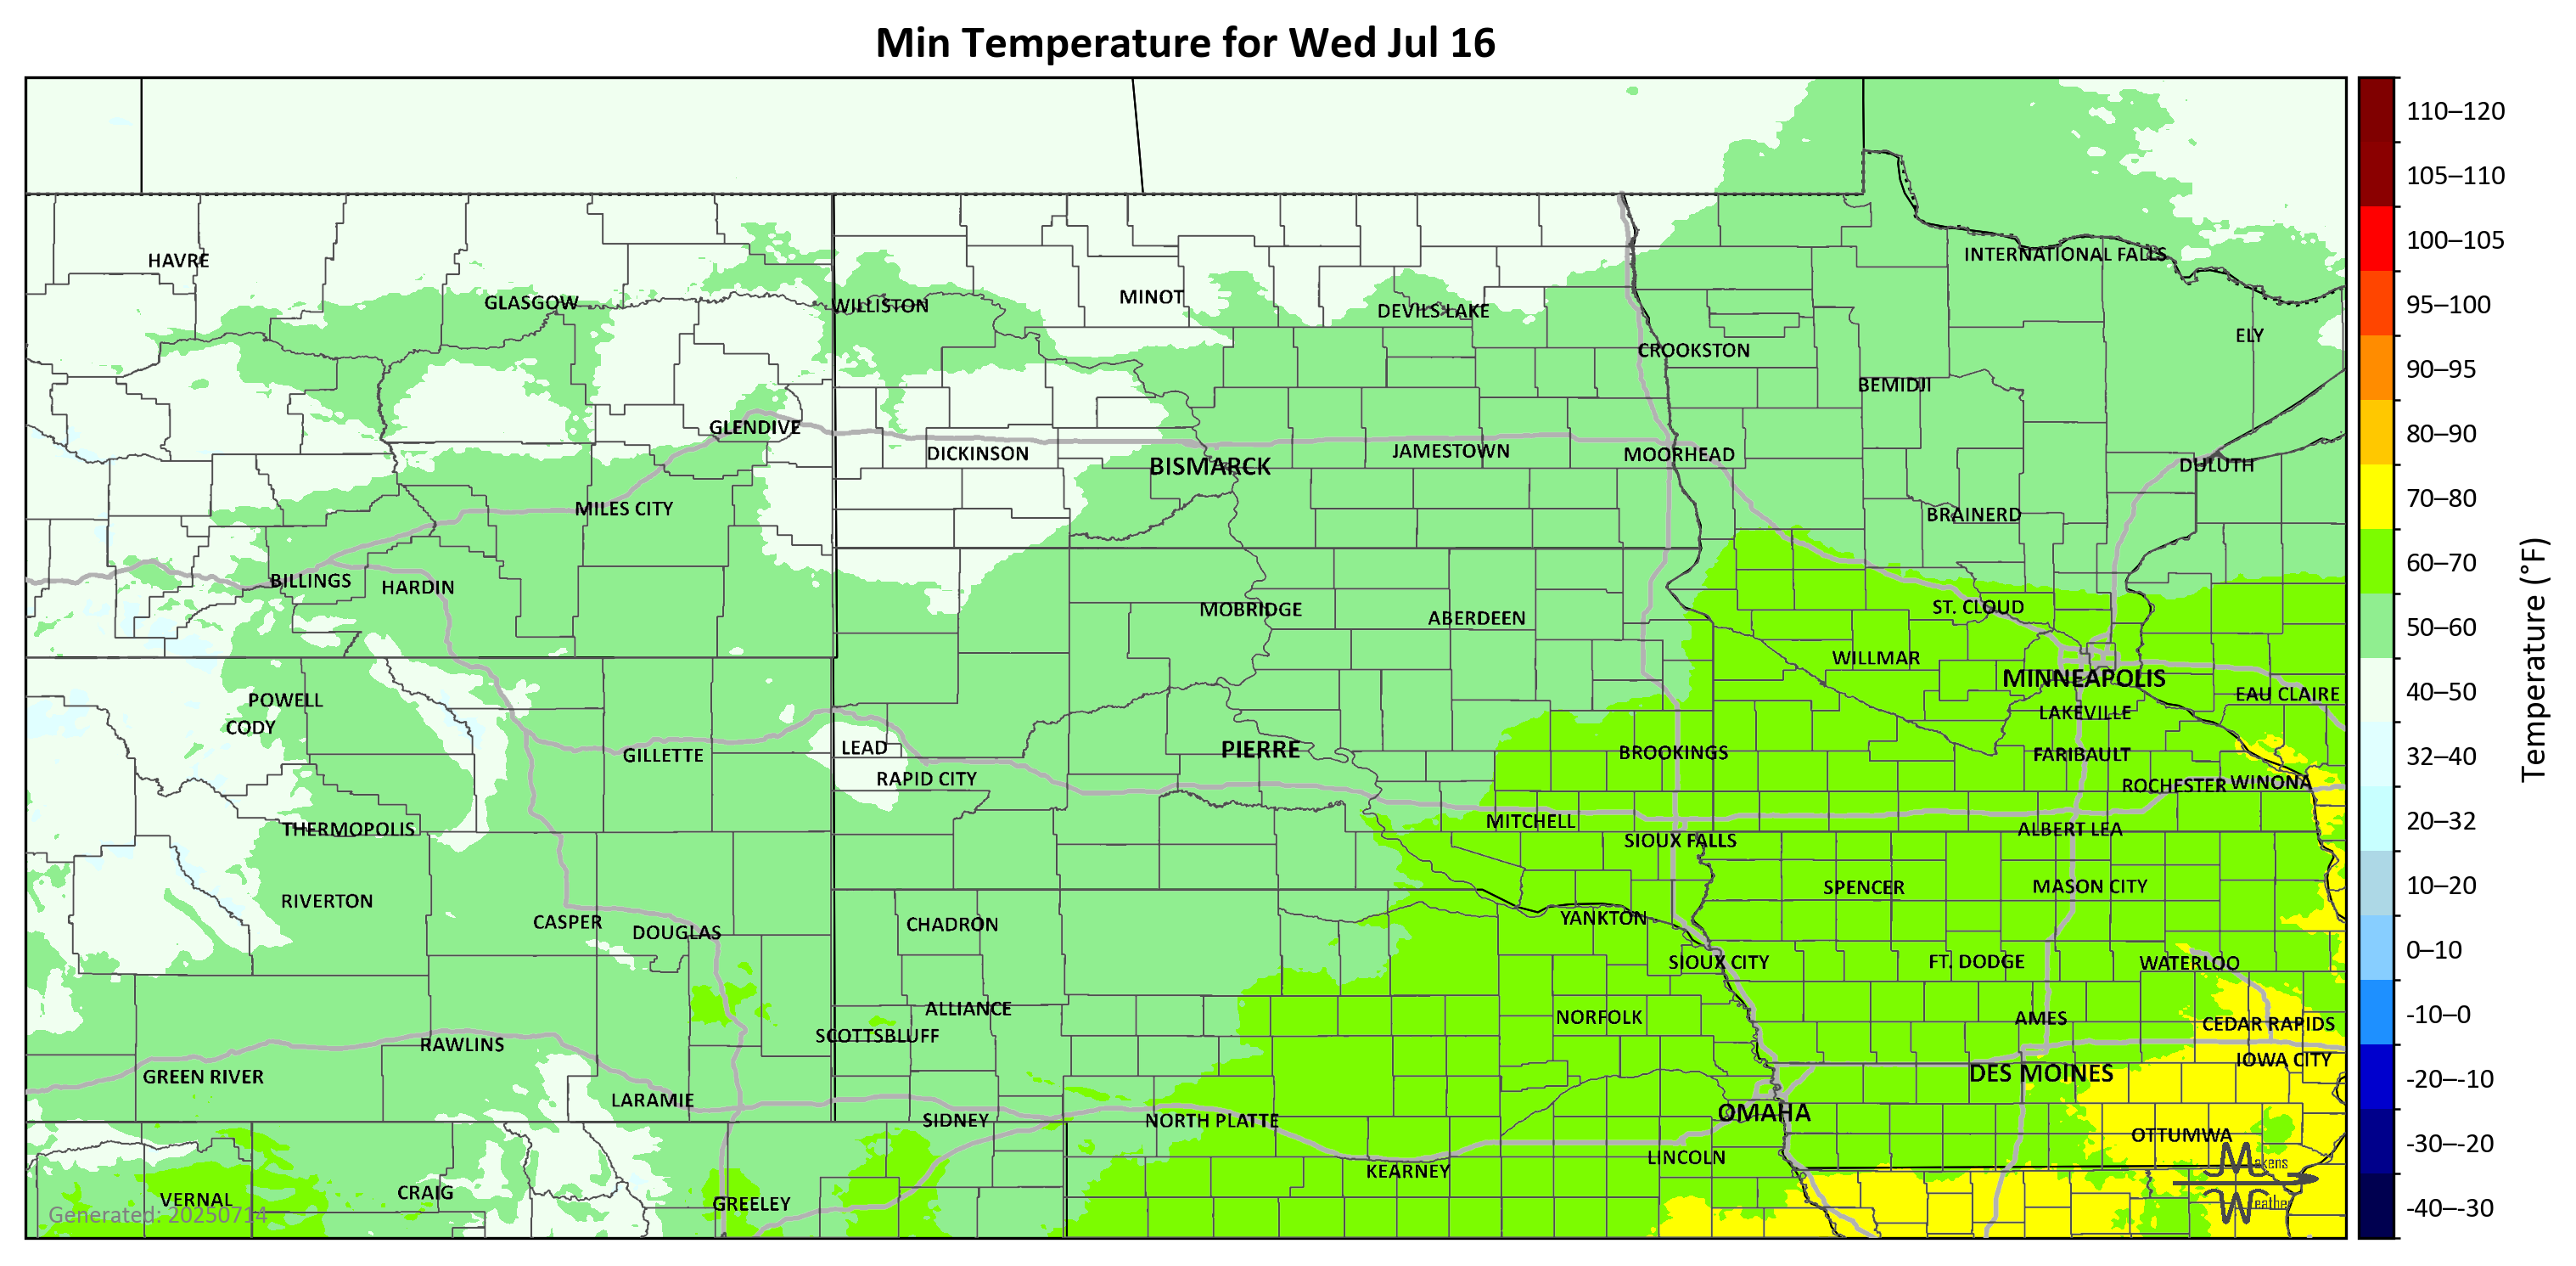 Min Temperature for Wed Jul 16
110–120
105–110
100–105
95–100
90–95
80–90
70–80
60–70
50–60
40–50
32–40
20–32
10–20
0–10
-10–0
-20–-10
-30–-20
-40–-30
Temperature (°F)
HAVRE
GLASGOW
WILLISTON
MINOT
DEVILS LAKE
INTERNATIONAL FALLS
ELY
CROOKSTON
BEMIDJI
GLENDIVE
DICKINSON
BISMARCK
JAMESTOWN
MOORHEAD
DULUTH
MILES CITY
BRAINERD
BILLINGS
HARDIN
MOBRIDGE
ABERDEEN
ST. CLOUD
WILLMAR
MINNEAPOLIS
EAU CLAIRE
POWELL
CODY
LAKEVILLE
GILLETTE
LEAD
PIERRE
BROOKINGS
FARIBAULT
RAPID CITY
ROCHESTER
WINONA
THERMOPOLIS
MITCHELL
SIOUX FALLS
ALBERT LEA
RIVERTON
SPENCER
MASON CITY
CASPER
DOUGLAS
CHADRON
YANKTON
SIOUX CITY
FT. DODGE
WATERLOO
ALLIANCE
NORFOLK
AMES
CEDAR RAPIDS
SCOTTSBLUFF
RAWLINS
IOWA CITY
GREEN RIVER
DES MOINES
LARAMIE
SIDNEY
NORTH PLATTE
OMAHA
OTTUMWA
LINCOLN
KEARNEY
VERNAL
CRAIG
GREELEY
Makens
Weather
Generated: 20250714